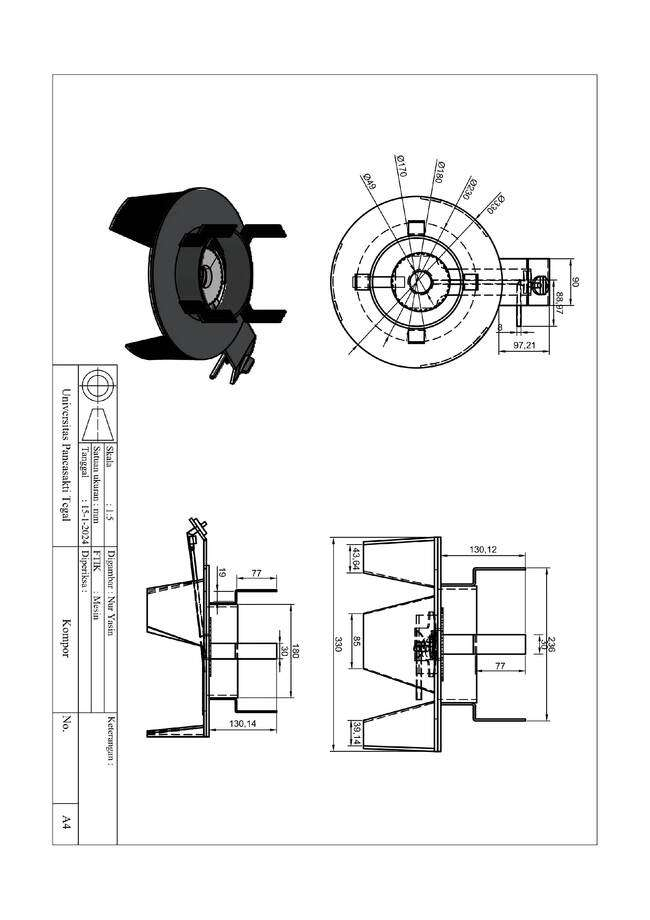 Ø49
Ø170
Ø180
Ø230
Ø330
90
88,97
8
97,21
19
77
30
180
130,14
130,12
43,64
85
330
236
30
77
39,14
Skala : 1:5
Satuan ukuran : mm
Tanggal : 15-1-2024
Digambar : Nur Yasin
FTIK : Mesin
Diperiksa :
Keterangan :
Universitas Pancasakti Tegal
Kompor
No.
A4